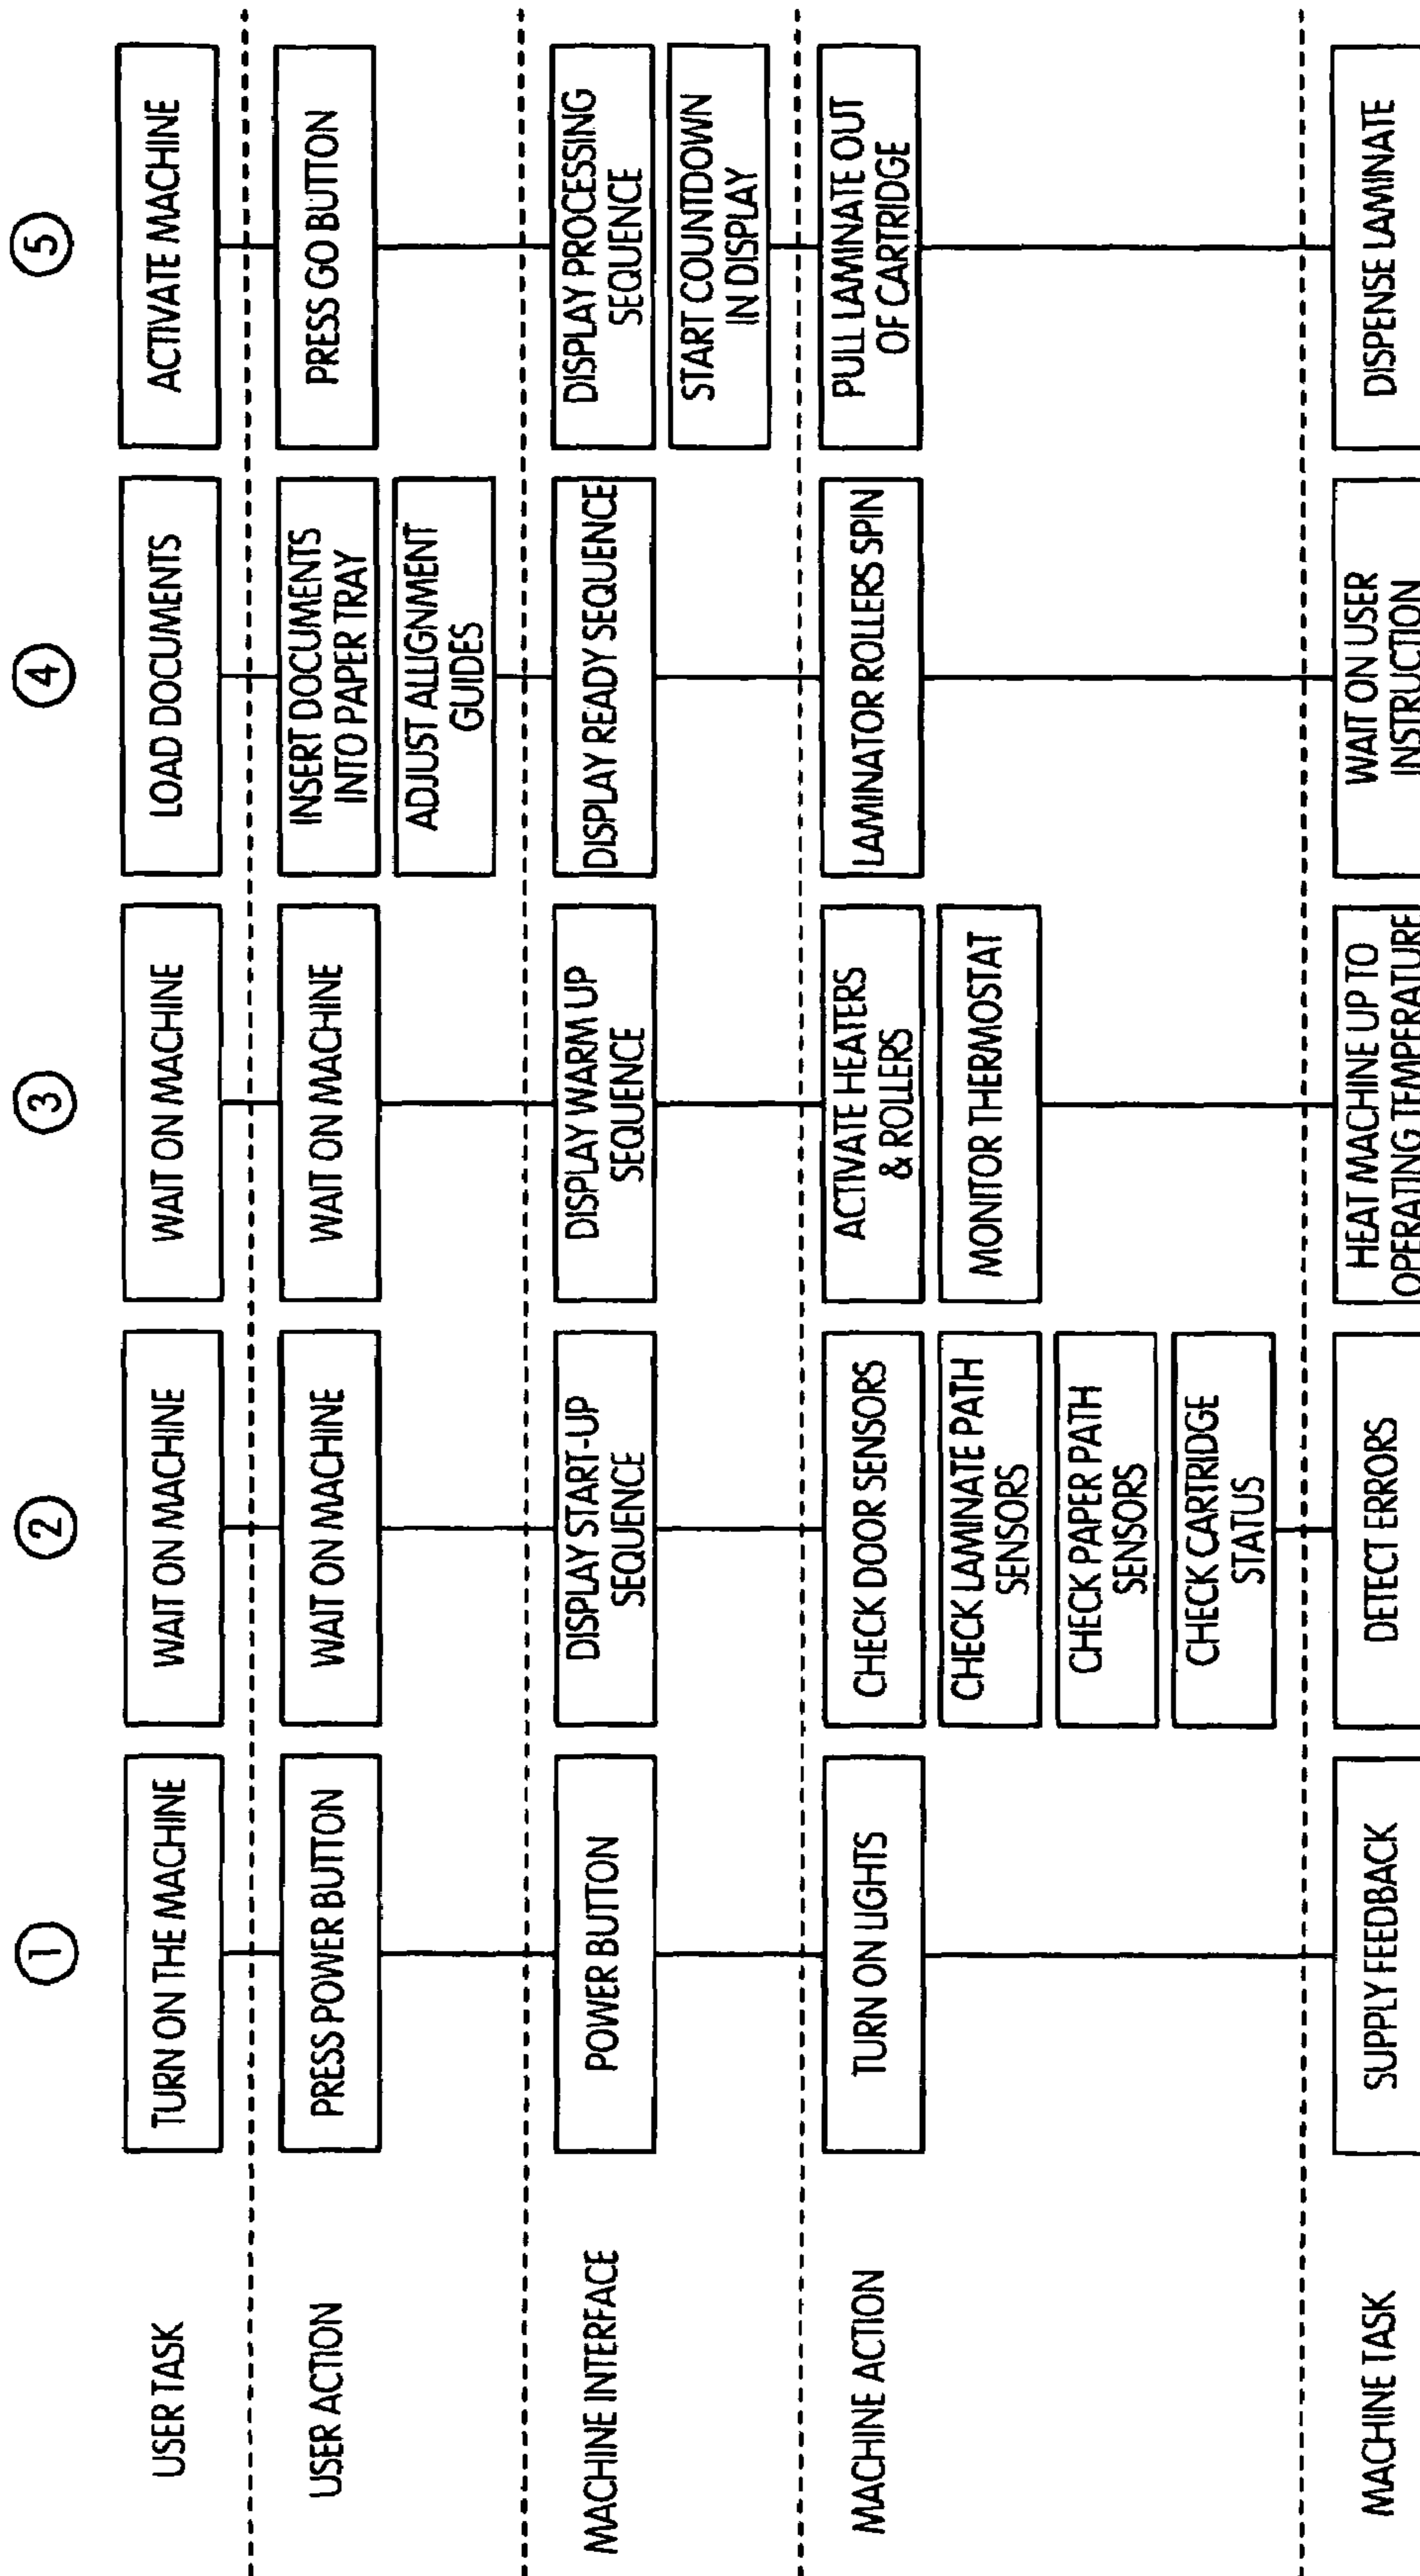 1
2
3
4
5
USER TASK
TURN ON THE MACHINE
WAIT ON MACHINE
WAIT ON MACHINE
LOAD DOCUMENTS
ACTIVATE MACHINE
USER ACTION
PRESS POWER BUTTON
WAIT ON MACHINE
WAIT ON MACHINE
INSERT DOCUMENTS
INTO PAPER TRAY
ADJUST ALLIGNMENT
GUIDES
PRESS GO BUTTON
MACHINE INTERFACE
POWER BUTTON
DISPLAY START-UP
SEQUENCE
DISPLAY WARM UP
SEQUENCE
DISPLAY READY SEQUENCE
DISPLAY PROCESSING
SEQUENCE
START COUNTDOWN
IN DISPLAY
MACHINE ACTION
TURN ON LIGHTS
CHECK DOOR SENSORS
CHECK LAMINATE PATH
SENSORS
CHECK PAPER PATH
SENSORS
CHECK CARTRIDGE
STATUS
ACTIVATE HEATERS
& ROLLERS
MONITOR THERMOSTAT
LAMINATOR ROLLERS SPIN
PULL LAMINATE OUT
OF CARTRIDGE
MACHINE TASK
SUPPLY FEEDBACK
DETECT ERRORS
HEAT MACHINE UP TO
OPERATING TEMPERATURE
WAIT ON USER
INSTRUCTION
DISPENSE LAMINATE